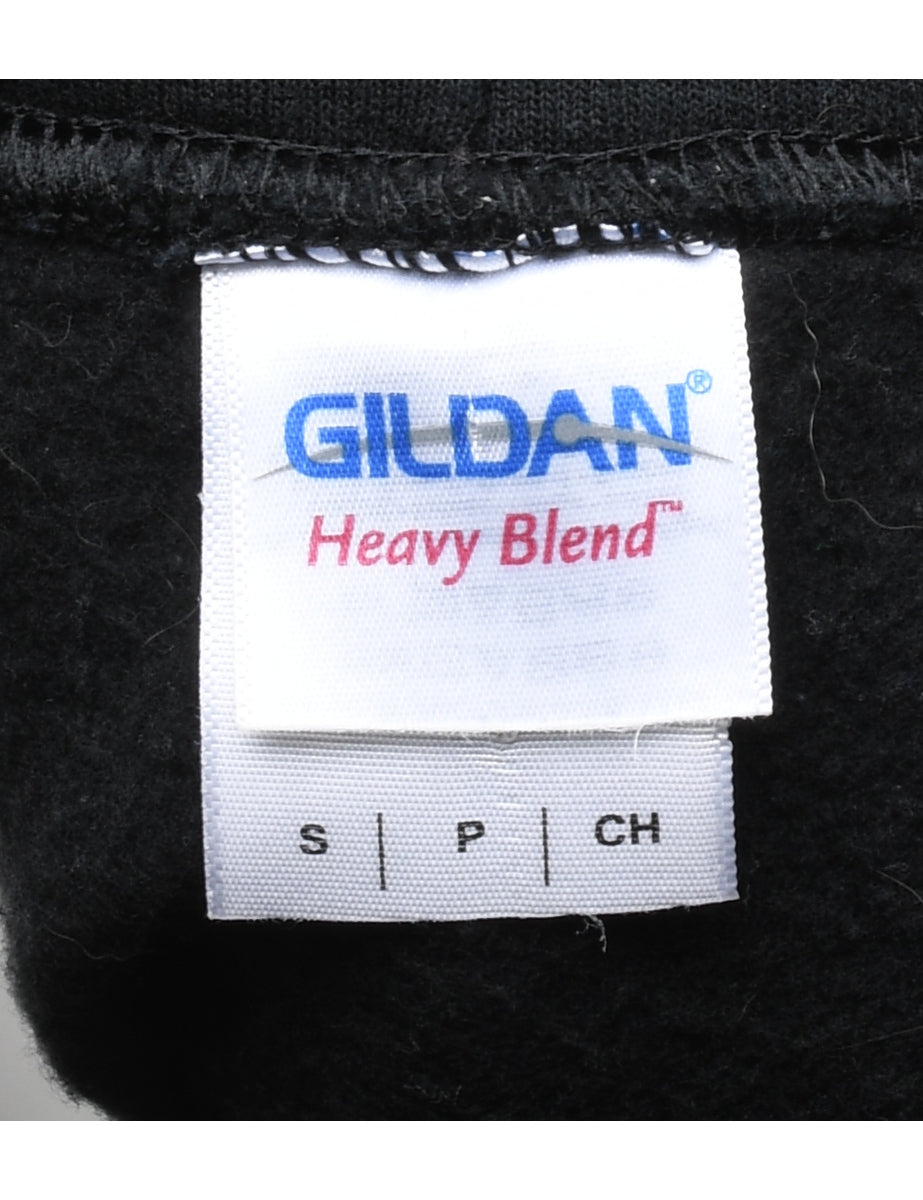 GILDAN®
Heavy Blend™
S | P | CH